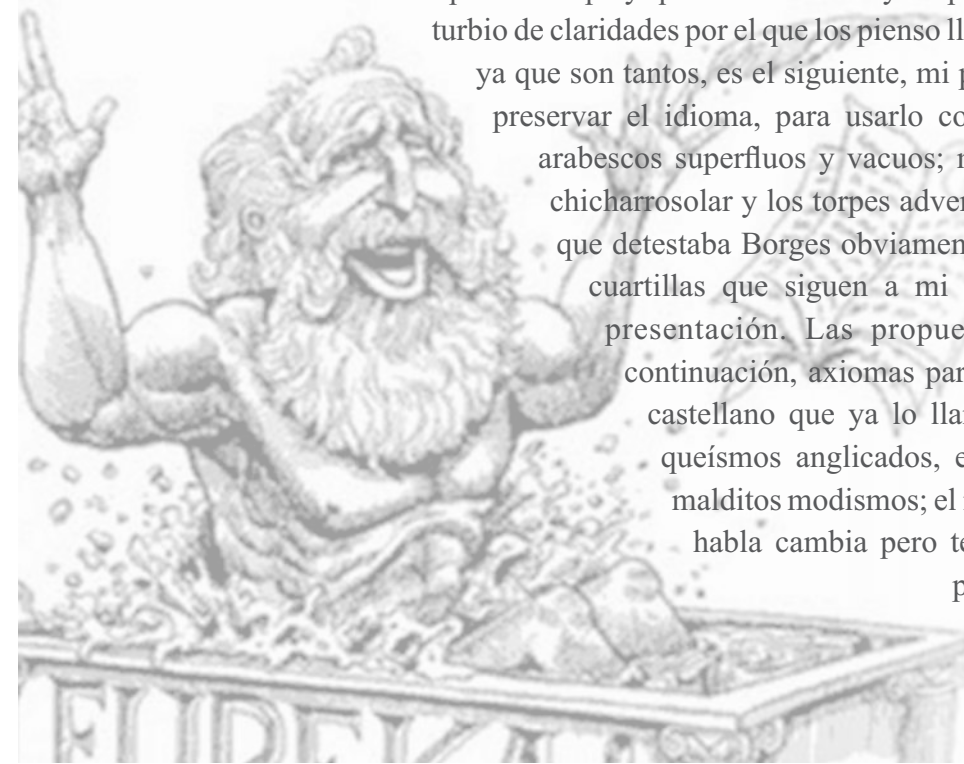 turbio de claridades por el que los pienso ll
ya que son tantos, es el siguiente, mi p
preservar el idioma, para usarlo co
arabescos superfluos y vacuos; n
chicharrosolar y los torpes adver
que detestaba Borges obviamen
cuartillas que siguen a mi
presentación. Las propue
continuación, axiomas par
castellano que ya lo lla
queísmos anglicados, e
malditos modismos; el
habla cambia pero te
p
EUREKA